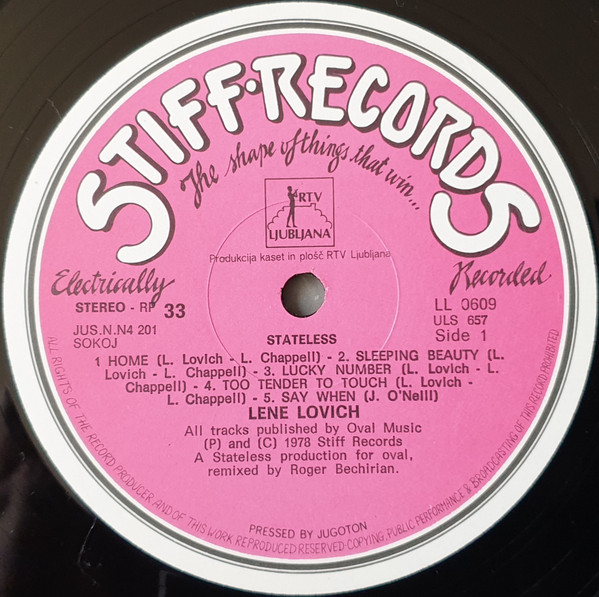 STIFF·RECORDS
The shape of things that win...
RTV
LJUBLJANA
Produkcija kaset in plošč RTV Ljubljana
Electrically
Recorded
STEREO - RP 33
LL 0609
JUS.N.N4 201
ULS 657
SOKOJ
Side 1
STATELESS
1 HOME (L. Lovich - L. Chappell) - 2. SLEEPING BEAUTY (L.
Lovich - L. Chappell) - 3. LUCKY NUMBER (L. Lovich - L.
Chappell) - 4. TOO TENDER TO TOUCH (L. Lovich -
L. Chappell) - 5. SAY WHEN (J. O'Nelll)
LENE LOVICH
All tracks published by Oval Music
(P) and (C) 1978 Stiff Records
A Stateless production for oval,
remixed by Roger Bechirian.
PRESSED BY JUGOTON
ALL RIGHTS OF THE RECORD PRODUCER AND OF THIS WORK REPRODUCED RESERVED·COPYING, PUBLIC PERFORMANCE & BROADCASTING OF THIS RECORD PROHIBITED